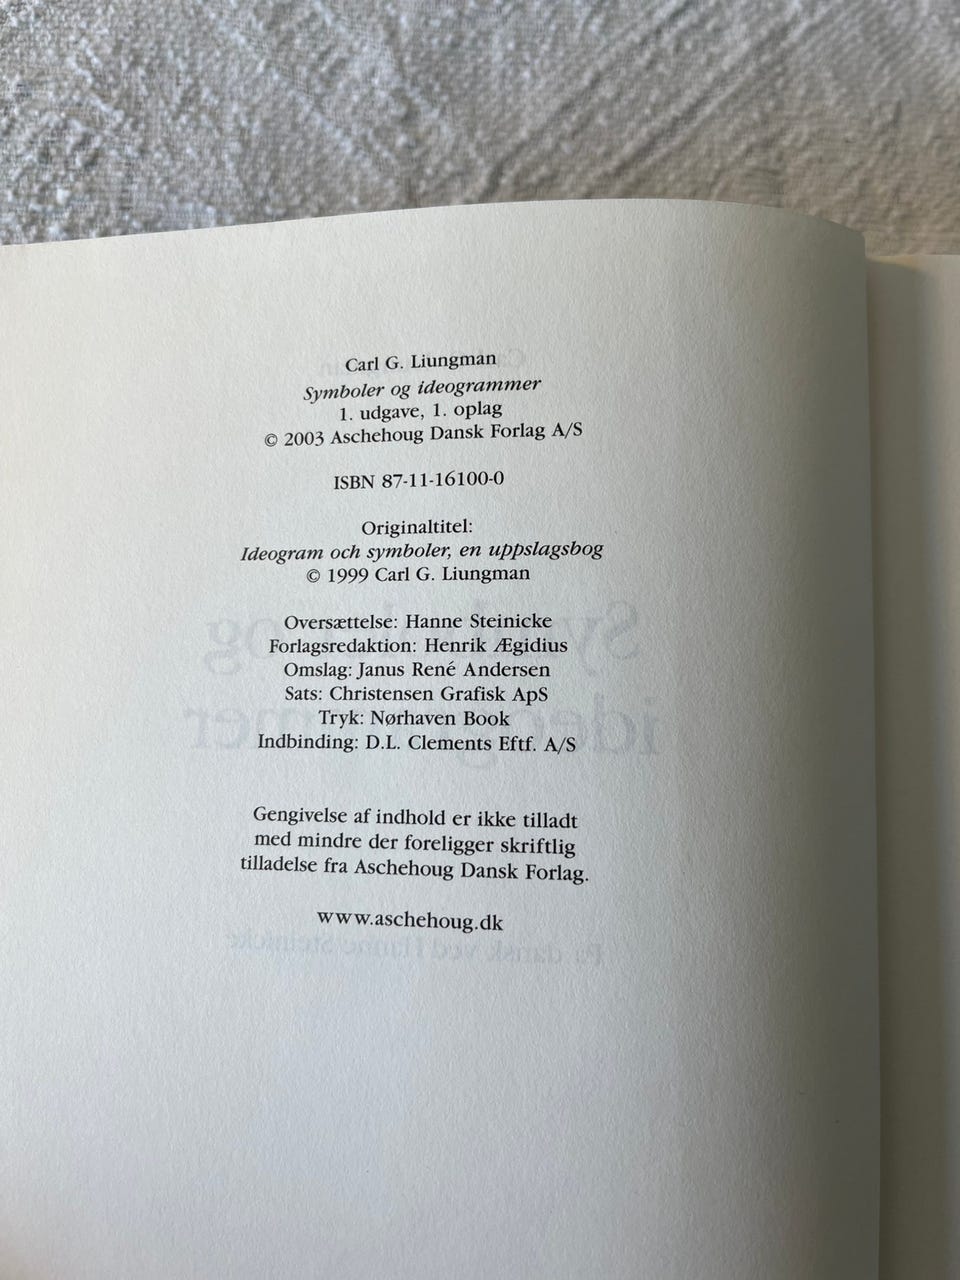 Carl G. Liungman
Symboler og ideogrammer
1. udgave, 1. oplag
© 2003 Aschehoug Dansk Forlag A/S
ISBN 87-11-16100-0
Originaltitel:
Ideogram och symboler, en uppslagsbog
© 1999 Carl G. Liungman
Oversættelse: Hanne Steinicke
Forlagsredaktion: Henrik Ægidius
Omslag: Janus René Andersen
Sats: Christensen Grafisk ApS
Tryk: Nørhaven Book
Indbinding: D.L. Clements Eftf. A/S
Gengivelse af indhold er ikke tilladt
med mindre der foreligger skriftlig
tilladelse fra Aschehoug Dansk Forlag.
www.aschehoug.dk